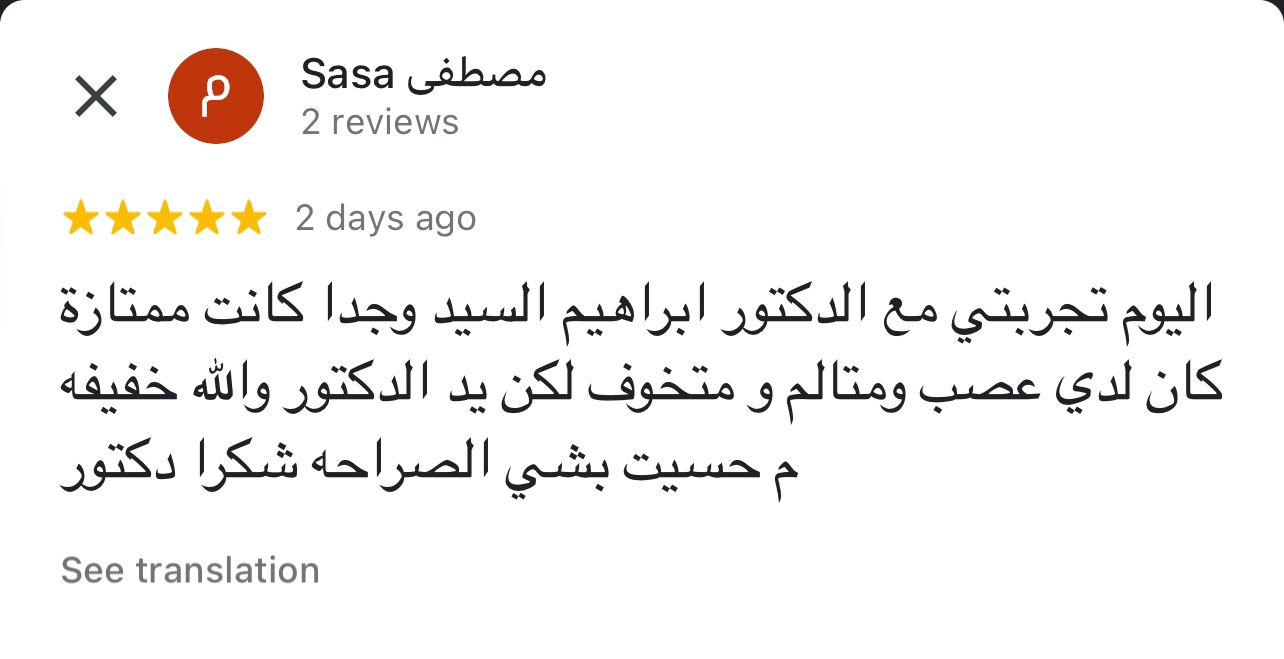 Sasa مصطفى
م
2 reviews
2 days ago
اليوم تجربتي مع الدكتور ابراهيم السيد وجدا كانت ممتازة
كان لدي عصب ومتالم و متخوف لكن يد الدكتور والله خفيفه
م حسيت بشي الصراحه شكرا دكتور
See translation